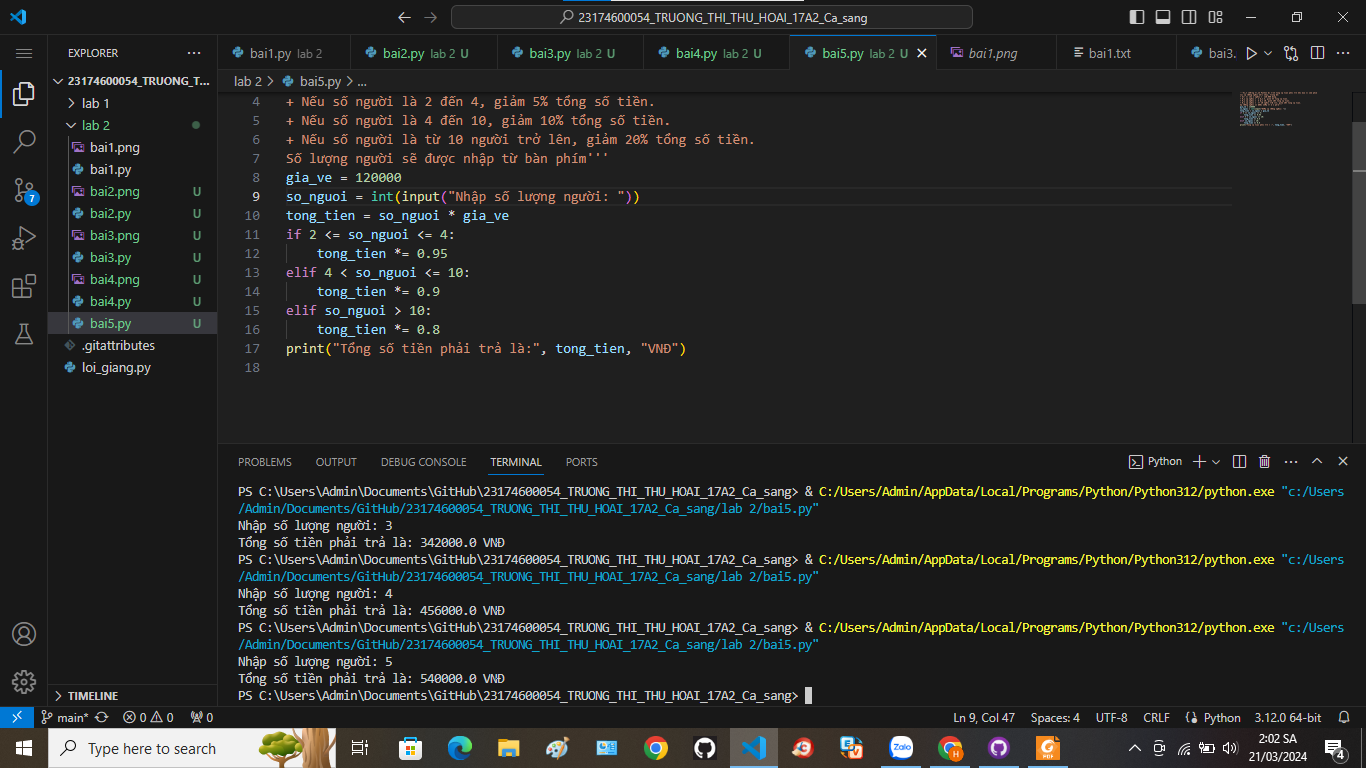 23174600054_TRUONG_THI_THU_HOAI_17A2_Ca_sang
EXPLORER
23174600054_TRUONG_T...
lab 1
lab 2
bai1.png
bai1.py
bai2.png U
bai2.py U
bai3.png U
bai3.py U
bai4.png U
bai4.py U
bai5.py U
.gitattributes
loi_giang.py
TIMELINE
7
bai1.py lab 2
bai2.py lab 2 U
bai3.py lab 2 U
bai4.py lab 2 U
bai5.py lab 2 U
bai1.png
bai1.txt
bai3.
lab 2 > bai5.py > ...
4 + Nếu số người là 2 đến 4, giảm 5% tổng số tiền.
5 + Nếu số người là 4 đến 10, giảm 10% tổng số tiền.
6 + Nếu số người là từ 10 người trở lên, giảm 20% tổng số tiền.
7 Số lượng người sẽ được nhập từ bàn phím'''
8 gia_ve = 120000
9 so_nguoi = int(input("Nhập số lượng người: "))
10 tong_tien = so_nguoi * gia_ve
11 if 2 <= so_nguoi <= 4:
12 tong_tien *= 0.95
13 elif 4 < so_nguoi <= 10:
14 tong_tien *= 0.9
15 elif so_nguoi > 10:
16 tong_tien *= 0.8
17 print("Tổng số tiền phải trả là:", tong_tien, "VNĐ")
18
PROBLEMS OUTPUT DEBUG CONSOLE TERMINAL PORTS
Python
PS C:\Users\Admin\Documents\GitHub\23174600054_TRUONG_THI_THU_HOAI_17A2_Ca_sang> & C:/Users/Admin/AppData/Local/Programs/Python/Python312/python.exe "c:/Users
/Admin/Documents/GitHub/23174600054_TRUONG_THI_THU_HOAI_17A2_Ca_sang/lab 2/bai5.py"
Nhập số lượng người: 3
Tổng số tiền phải trả là: 342000.0 VNĐ
PS C:\Users\Admin\Documents\GitHub\23174600054_TRUONG_THI_THU_HOAI_17A2_Ca_sang> & C:/Users/Admin/AppData/Local/Programs/Python/Python312/python.exe "c:/Users
/Admin/Documents/GitHub/23174600054_TRUONG_THI_THU_HOAI_17A2_Ca_sang/lab 2/bai5.py"
Nhập số lượng người: 4
Tổng số tiền phải trả là: 456000.0 VNĐ
PS C:\Users\Admin\Documents\GitHub\23174600054_TRUONG_THI_THU_HOAI_17A2_Ca_sang> & C:/Users/Admin/AppData/Local/Programs/Python/Python312/python.exe "c:/Users
/Admin/Documents/GitHub/23174600054_TRUONG_THI_THU_HOAI_17A2_Ca_sang/lab 2/bai5.py"
Nhập số lượng người: 5
Tổng số tiền phải trả là: 540000.0 VNĐ
PS C:\Users\Admin\Documents\GitHub\23174600054_TRUONG_THI_THU_HOAI_17A2_Ca_sang>
main* 0 0 0 Ln 9, Col 47 Spaces: 4 UTF-8 CRLF Python 3.12.0 64-bit
Type here to search
Zalo
2:02 SA
21/03/2024
4